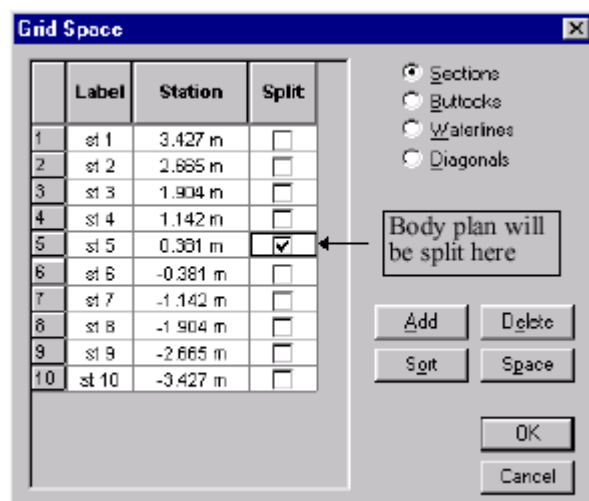 Grid Space
Label Station Split
1 st 1 3.427 m
2 st 2 2.665 m
3 st 3 1.904 m
4 st 4 1.142 m
5 st 5 0.381 m
6 st 6 -0.381 m
7 st 7 -1.142 m
8 st 8 -1.904 m
9 st 9 -2.665 m
10 st 10 -3.427 m
Sections
Buttocks
Waterlines
Diagonals
Body plan will
be split here
Add Delete
Sort Space
OK
Cancel